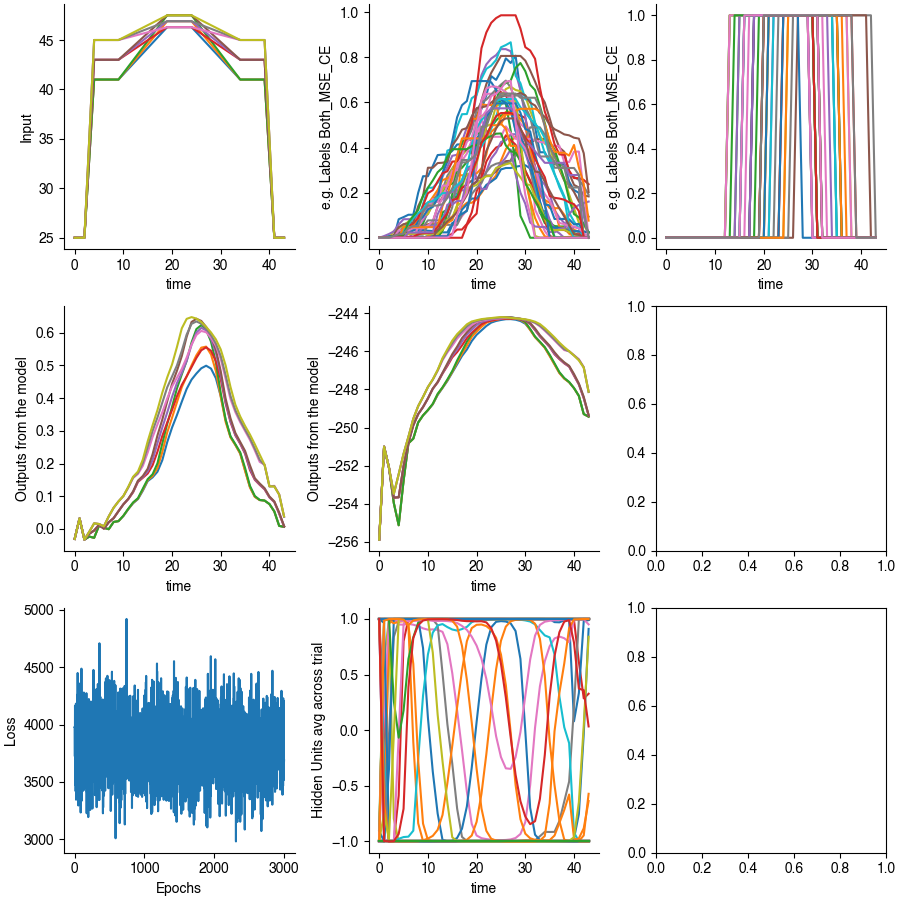 45
40
35
30
25
Input
0 10 20 30 40
time
1.0
0.8
0.6
0.4
0.2
0.0
e.g. Labels Both_MSE_CE
0 10 20 30 40
time
1.0
0.8
0.6
0.4
0.2
0.0
e.g. Labels Both_MSE_CE
0 10 20 30 40
time
0.6
0.5
0.4
0.3
0.2
0.1
0.0
Outputs from the model
0 10 20 30 40
time
−244
−246
−248
−250
−252
−254
−256
Outputs from the model
0 10 20 30 40
time
1.0
0.8
0.6
0.4
0.2
0.0
0.0 0.2 0.4 0.6 0.8 1.0
5000
4500
4000
3500
3000
Loss
0 1000 2000 3000
Epochs
1.0
0.5
0.0
−0.5
−1.0
Hidden Units avg across trial
0 10 20 30 40
time
1.0
0.8
0.6
0.4
0.2
0.0
0.0 0.2 0.4 0.6 0.8 1.0